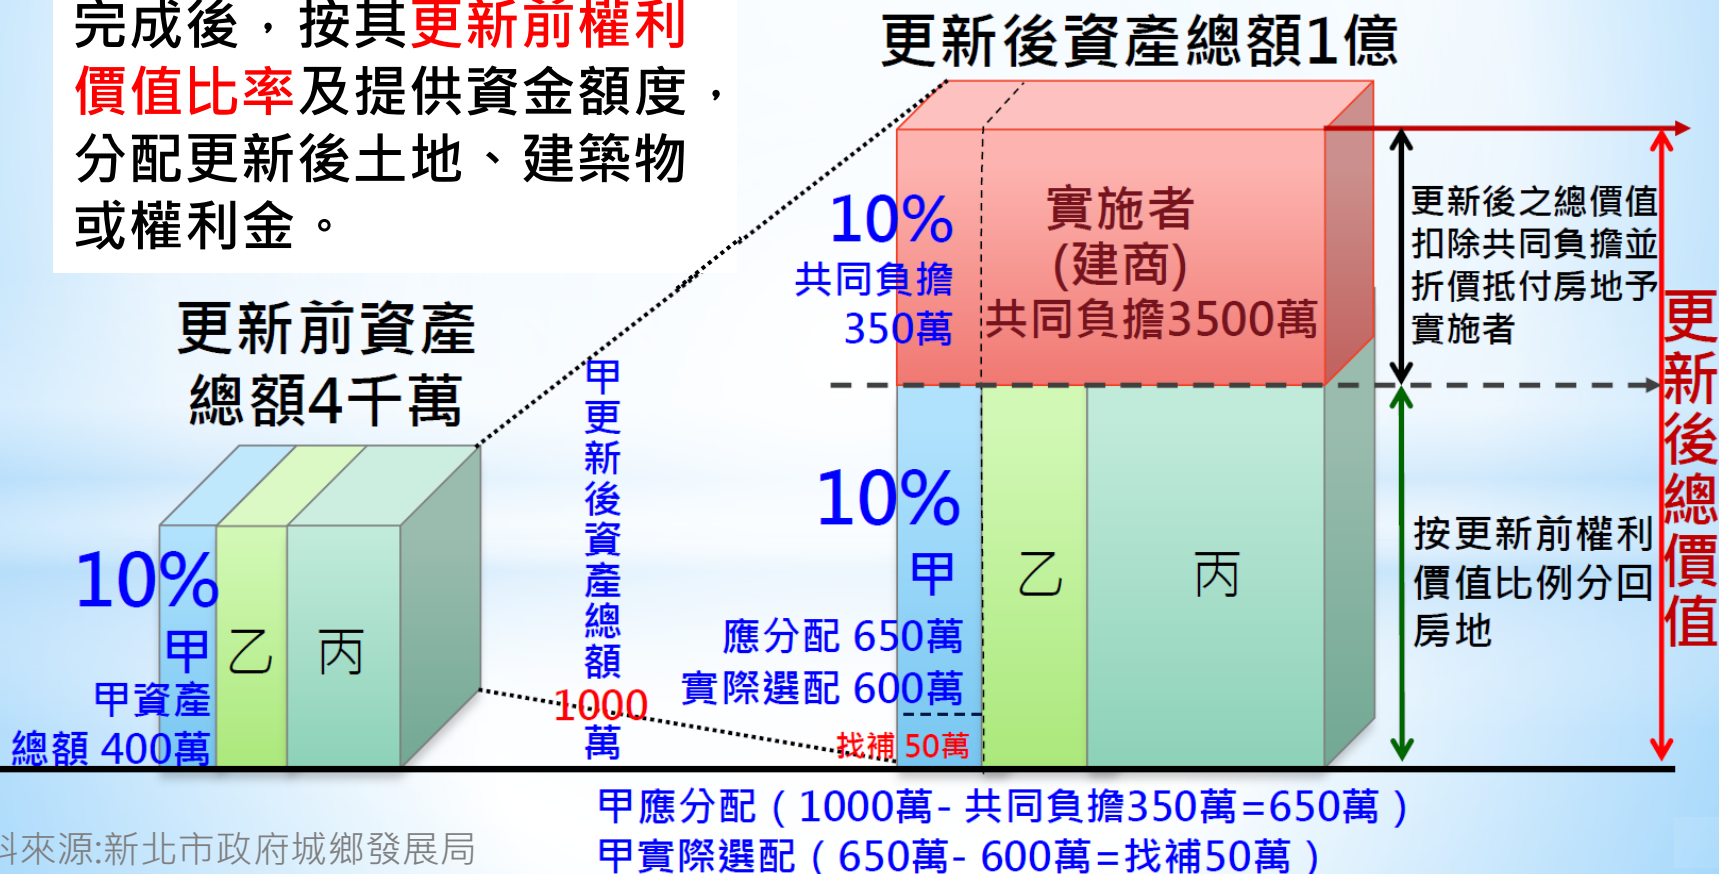 完成後，按其更新前權利
價值比率及提供資金額度，
分配更新後土地、建築物
或權利金。
更新後資產總額1億
更新前資產
總額4千萬
10%
甲
甲資產
總額 400萬
乙
丙
甲更新後資產總額1000萬
10%
共同負擔
350萬
實施者
(建商)
共同負擔3500萬
10%
甲
應分配 650萬
實際選配 600萬
找補 50萬
乙
丙
更新後之總價值
扣除共同負擔並
折價抵付房地予
實施者
按更新前權利
價值比例分回
房地
更新後總價值
甲應分配（1000萬- 共同負擔350萬=650萬）
甲實際選配（650萬- 600萬=找補50萬）
料來源:新北市政府城鄉發展局